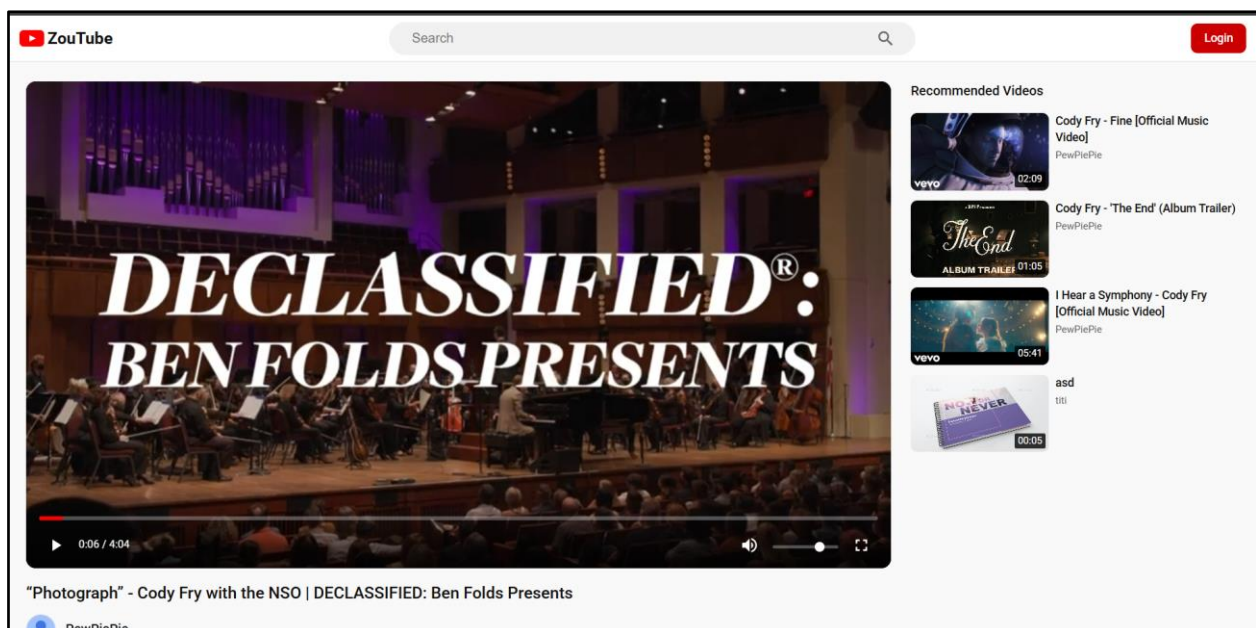 ZouTube
Search
Login
DECLASSIFIED®:
BEN FOLDS PRESENTS
0:06 / 4:04
"Photograph" - Cody Fry with the NSO | DECLASSIFIED: Ben Folds Presents
PewPiePie
Recommended Videos
vevo
02:09
Cody Fry - Fine [Official Music
Video]
PewPiePie
The End
ALBUM TRAILER
01:05
Cody Fry - 'The End' (Album Trailer)
PewPiePie
vevo
05:41
I Hear a Symphony - Cody Fry
[Official Music Video]
PewPiePie
NEVER
00:05
asd
titi